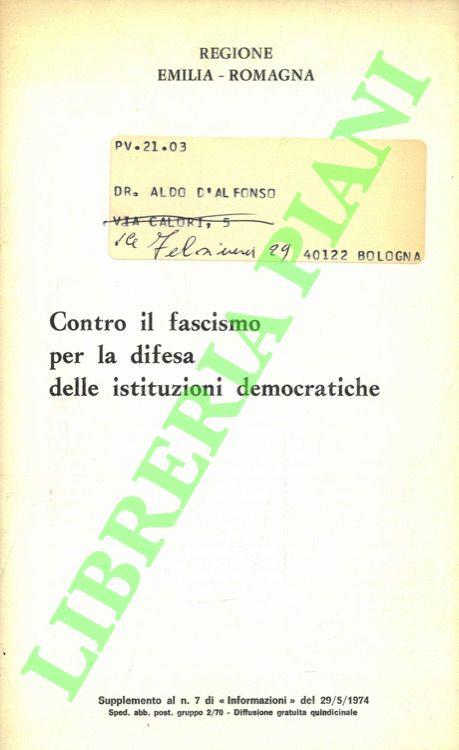 REGIONE
EMILIA - ROMAGNA
PV.21.03
DR. ALDO D'ALFONSO
VIA CALORI, 5
29 40122 BOLOGNA
Contro il fascismo
per la difesa
delle istituzioni democratiche
LIBRERIA PIANI
Supplemento al n. 7 di « Informazioni » del 29/5/1974
Sped. abb. post. gruppo 2/70 - Diffusione gratuita quindicinale